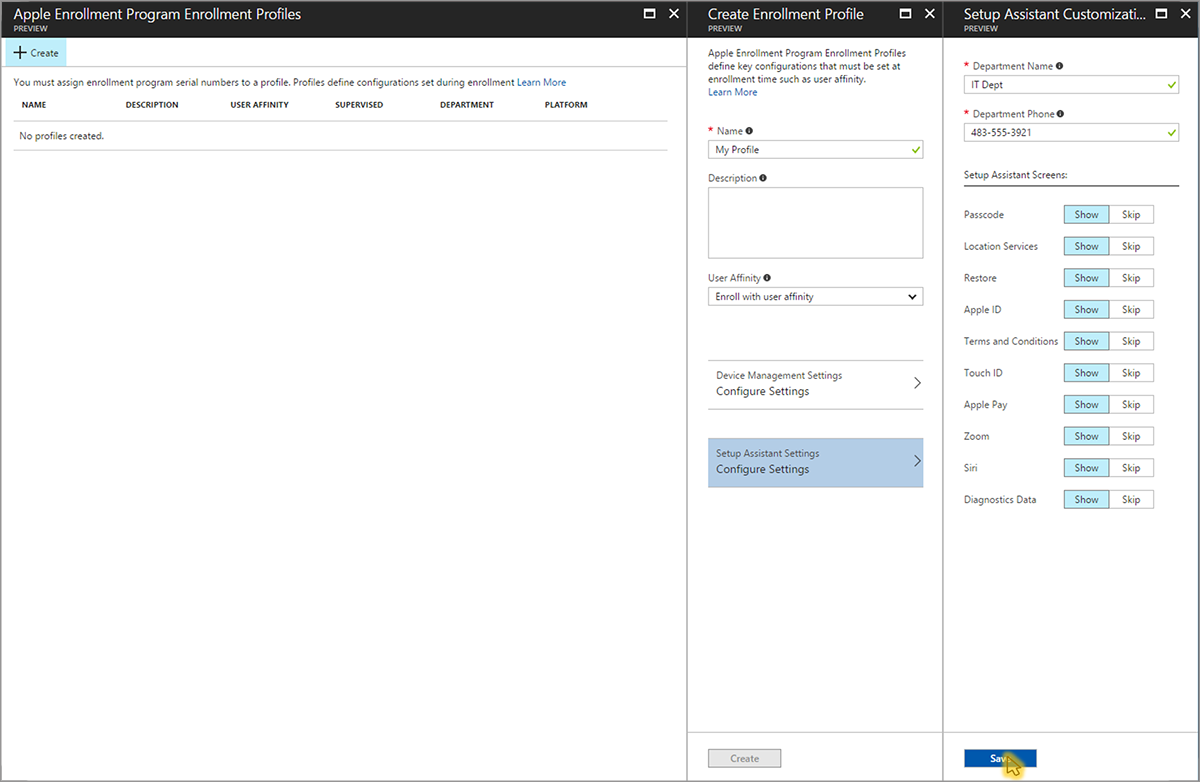 Apple Enrollment Program Enrollment Profiles
PREVIEW
Create
You must assign enrollment program serial numbers to a profile. Profiles define configurations set during enrollment Learn More
NAME DESCRIPTION USER AFFINITY SUPERVISED DEPARTMENT PLATFORM
No profiles created.
Create Enrollment Profile
PREVIEW
Apple Enrollment Program Enrollment Profiles
define key configurations that must be set at
enrollment time such as user affinity.
Learn More
* Name
My Profile
Description
User Affinity
Enroll with user affinity
Device Management Settings
Configure Settings
Setup Assistant Settings
Configure Settings
Create
Setup Assistant Customizati...
PREVIEW
* Department Name
IT Dept
* Department Phone
483-555-3921
Setup Assistant Screens:
Passcode Show Skip
Location Services Show Skip
Restore Show Skip
Apple ID Show Skip
Terms and Conditions Show Skip
Touch ID Show Skip
Apple Pay Show Skip
Zoom Show Skip
Siri Show Skip
Diagnostics Data Show Skip
Save